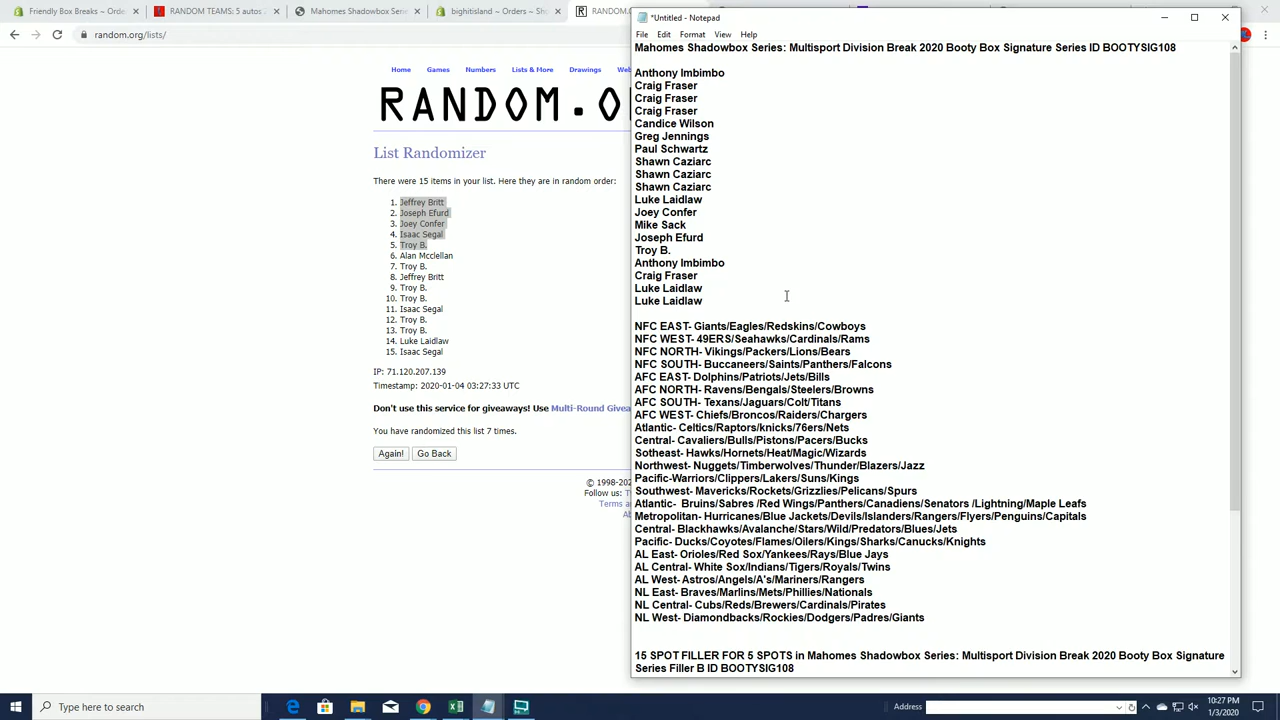 Friendly Box Breaks – Orders ~
RANDOM TEAMs: 5 autos
Mahomes Shadowbox Series
bighitisland ~ Orders ~ Sh
RANDOM.
random.org/lists/
Home Games Numbers Lists & More Drawings Web
RANDOM.O
List Randomizer
There were 15 items in your list. Here they are in random order:
1. Jeffrey Britt
2. Joseph Efurd
3. Joey Confer
4. Isaac Segal
5. Troy B.
6. Alan Mcclellan
7. Troy B.
8. Jeffrey Britt
9. Troy B.
10. Troy B.
11. Isaac Segal
12. Troy B.
13. Troy B.
14. Luke Laidlaw
15. Isaac Segal
IP: 71.120.207.139
Timestamp: 2020-01-04 03:27:33 UTC
Don't use this service for giveaways! Use Multi-Round Givea
You have randomized this list 7 times.
Again! Go Back
© 1998-202
Follow us: T
Terms a
Ab
*Untitled - Notepad
File Edit Format View Help
Mahomes Shadowbox Series: Multisport Division Break 2020 Booty Box Signature Series ID BOOTYSIG108
Anthony Imbimbo
Craig Fraser
Craig Fraser
Craig Fraser
Candice Wilson
Greg Jennings
Paul Schwartz
Shawn Caziarc
Shawn Caziarc
Shawn Caziarc
Luke Laidlaw
Joey Confer
Mike Sack
Joseph Efurd
Troy B.
Anthony Imbimbo
Craig Fraser
Luke Laidlaw
Luke Laidlaw
NFC EAST- Giants/Eagles/Redskins/Cowboys
NFC WEST- 49ERS/Seahawks/Cardinals/Rams
NFC NORTH- Vikings/Packers/Lions/Bears
NFC SOUTH- Buccaneers/Saints/Panthers/Falcons
AFC EAST- Dolphins/Patriots/Jets/Bills
AFC NORTH- Ravens/Bengals/Steelers/Browns
AFC SOUTH- Texans/Jaguars/Colt/Titans
AFC WEST- Chiefs/Broncos/Raiders/Chargers
Atlantic- Celtics/Raptors/knicks/76ers/Nets
Central- Cavaliers/Bulls/Pistons/Pacers/Bucks
Sotheast- Hawks/Hornets/Heat/Magic/Wizards
Northwest- Nuggets/Timberwolves/Thunder/Blazers/Jazz
Pacific-Warriors/Clippers/Lakers/Suns/Kings
Southwest- Mavericks/Rockets/Grizzlies/Pelicans/Spurs
Atlantic- Bruins/Sabres /Red Wings/Panthers/Canadiens/Senators /Lightning/Maple Leafs
Metropolitan- Hurricanes/Blue Jackets/Devils/Islanders/Rangers/Flyers/Penguins/Capitals
Central- Blackhawks/Avalanche/Stars/Wild/Predators/Blues/Jets
Pacific- Ducks/Coyotes/Flames/Oilers/Kings/Sharks/Canucks/Knights
AL East- Orioles/Red Sox/Yankees/Rays/Blue Jays
AL Central- White Sox/Indians/Tigers/Royals/Twins
AL West- Astros/Angels/A's/Mariners/Rangers
NL East- Braves/Marlins/Mets/Phillies/Nationals
NL Central- Cubs/Reds/Brewers/Cardinals/Pirates
NL West- Diamondbacks/Rockies/Dodgers/Padres/Giants
15 SPOT FILLER FOR 5 SPOTS in Mahomes Shadowbox Series: Multisport Division Break 2020 Booty Box Signature
Series Filler B ID BOOTYSIG108
Type here to search
Address
10:27 PM
1/3/2020